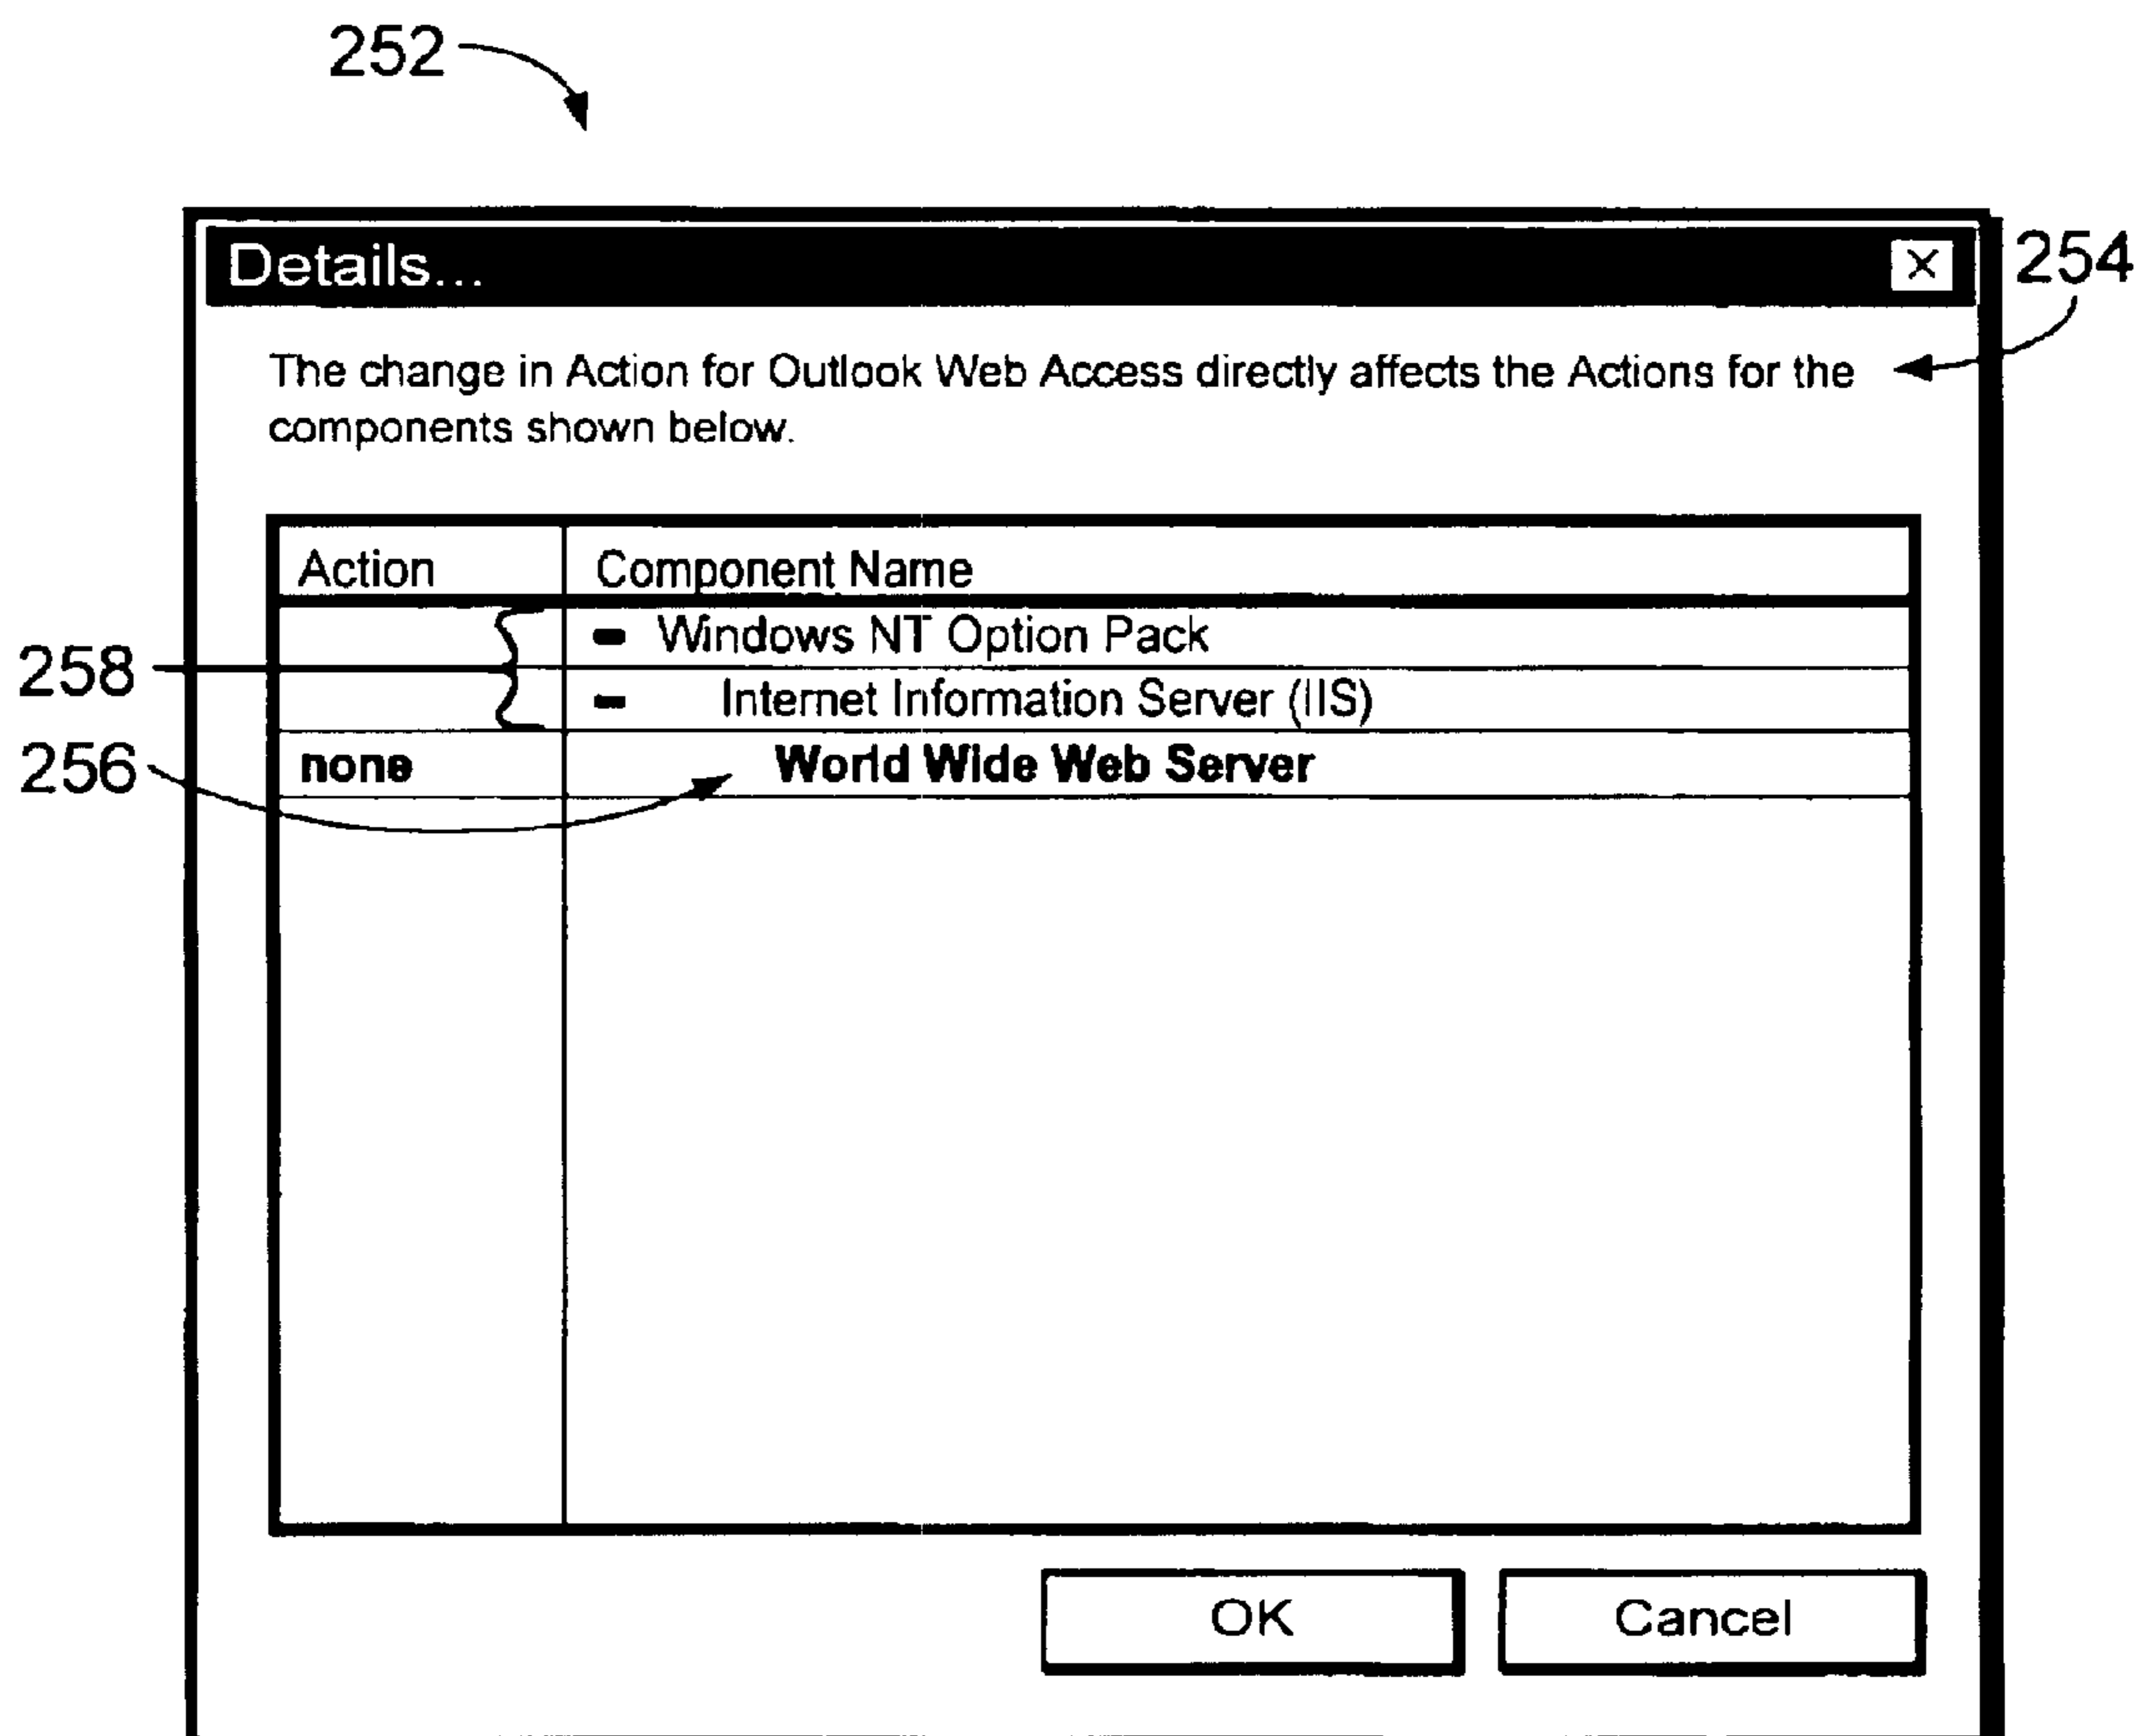 252
Details...
254
The change in Action for Outlook Web Access directly affects the Actions for the
components shown below.
Action Component Name
Windows NT Option Pack
258
Internet Information Server (IIS)
256 none World Wide Web Server
OK Cancel